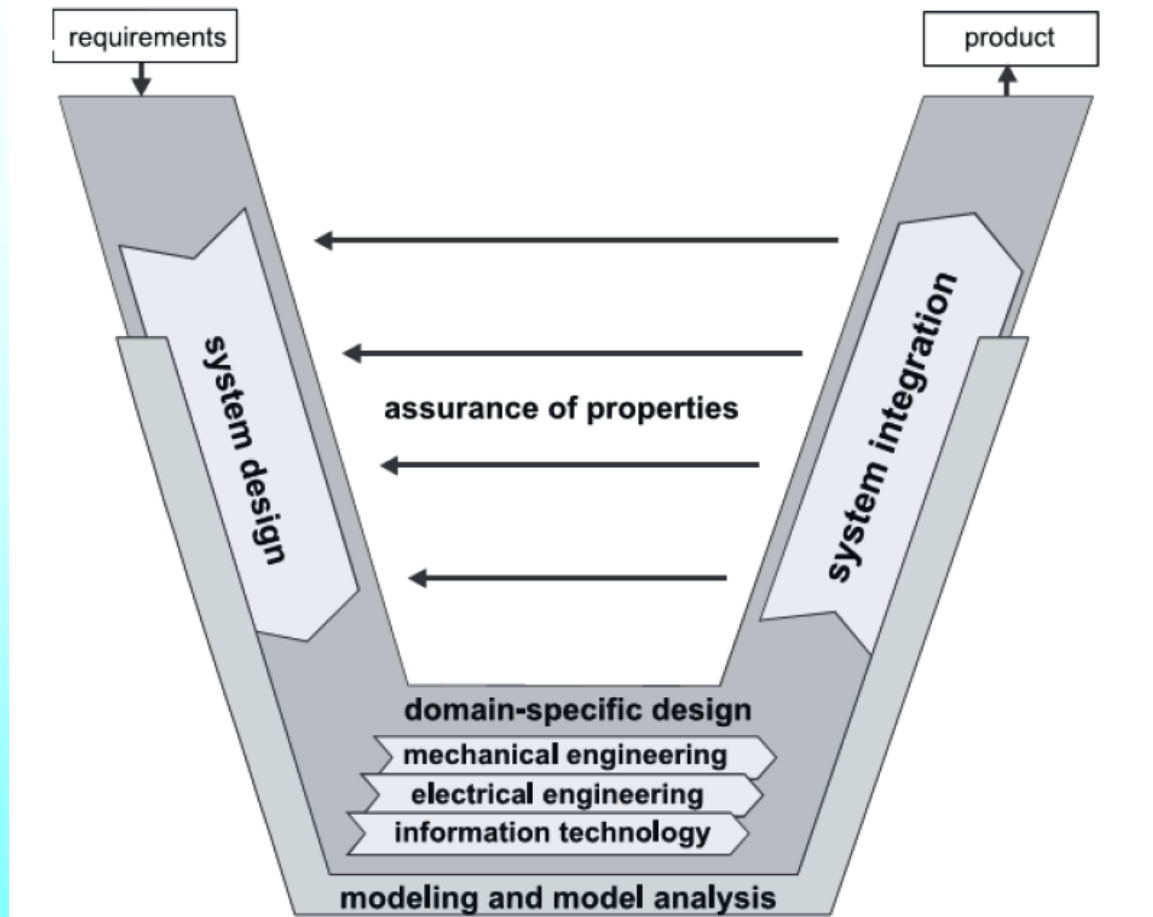 requirements
product
system design
system integration
assurance of properties
domain-specific design
mechanical engineering
electrical engineering
information technology
modeling and model analysis